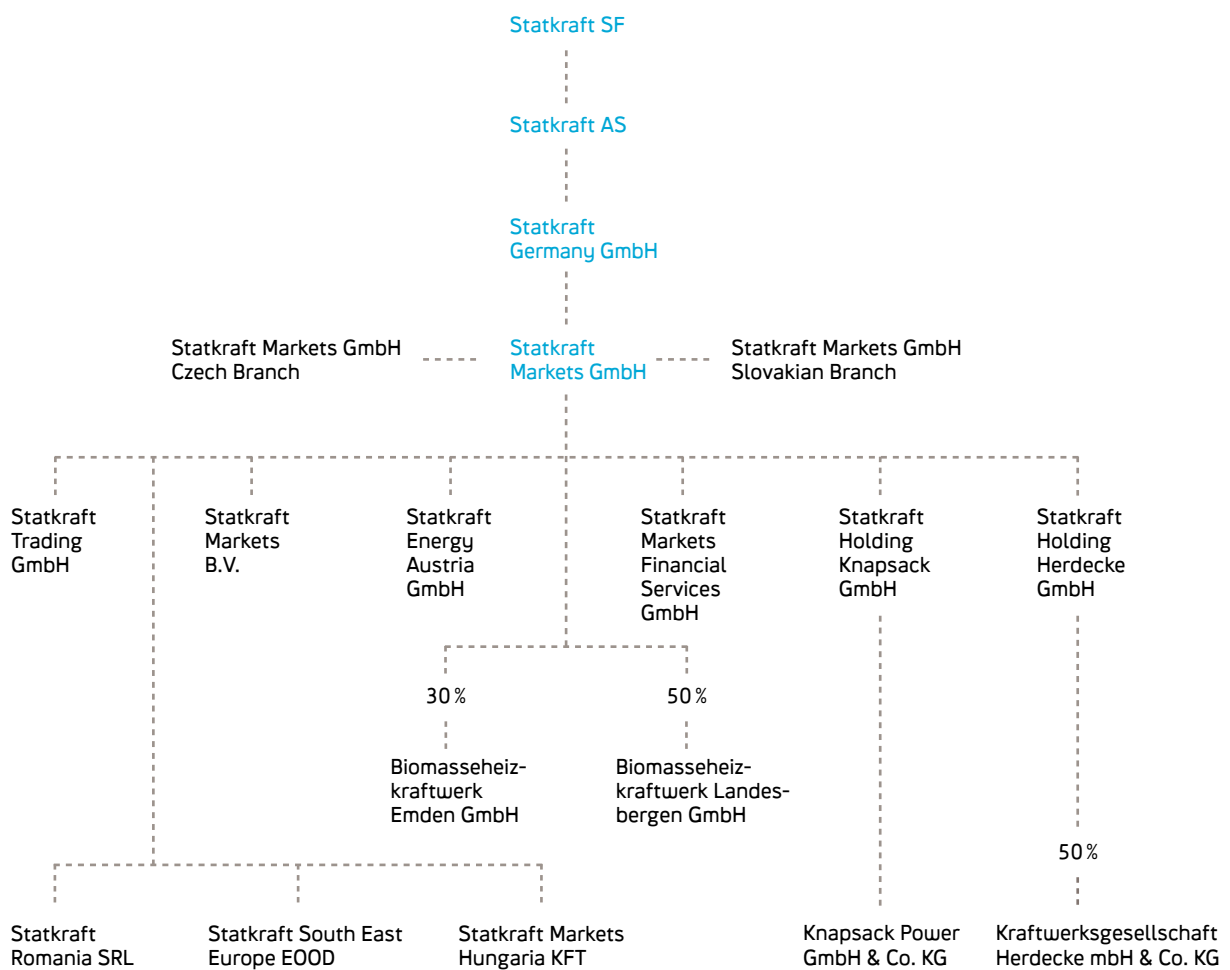 Statkraft SF
Statkraft AS
Statkraft
Germany GmbH
Statkraft Markets GmbH
Czech Branch
Statkraft
Markets GmbH
Statkraft Markets GmbH
Slovakian Branch
Statkraft
Trading
GmbH
Statkraft
Markets
B.V.
Statkraft
Energy
Austria
GmbH
Statkraft
Markets
Financial
Services
GmbH
Statkraft
Holding
Knapsack
GmbH
Statkraft
Holding
Herdecke
GmbH
30 %
50 %
Biomasseheiz-
kraftwerk
Emden GmbH
Biomasseheiz-
kraftwerk Landes-
bergen GmbH
50 %
Statkraft
Romania SRL
Statkraft South East
Europe EOOD
Statkraft Markets
Hungaria KFT
Knapsack Power
GmbH & Co. KG
Kraftwerksgesellschaft
Herdecke mbH & Co. KG